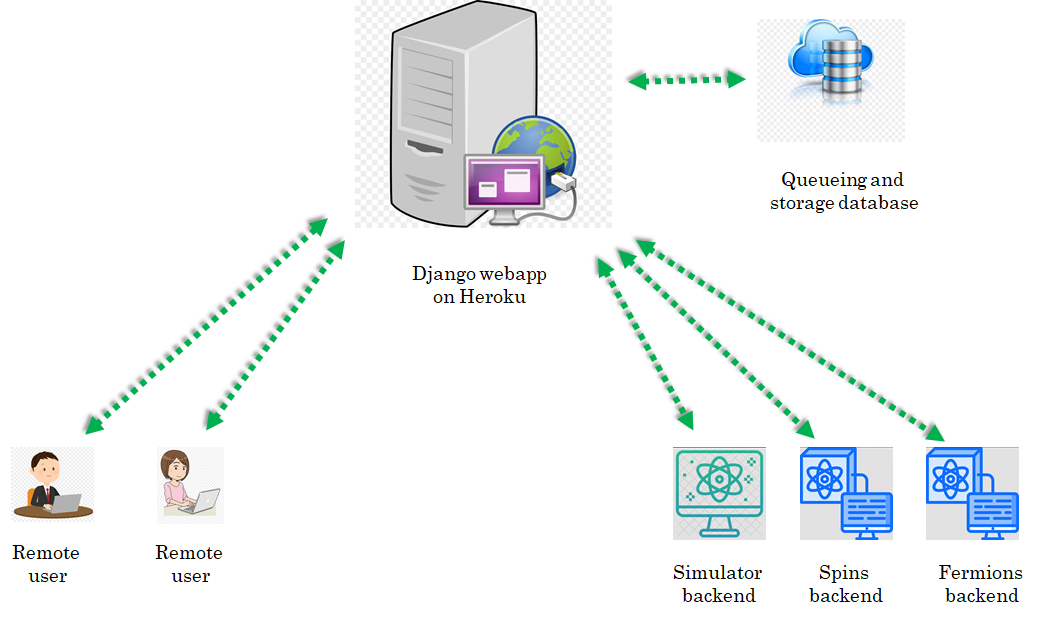 Queueing and
storage database
Django webapp
on Heroku
Remote
user
Remote
user
Simulator
backend
Spins
backend
Fermions
backend